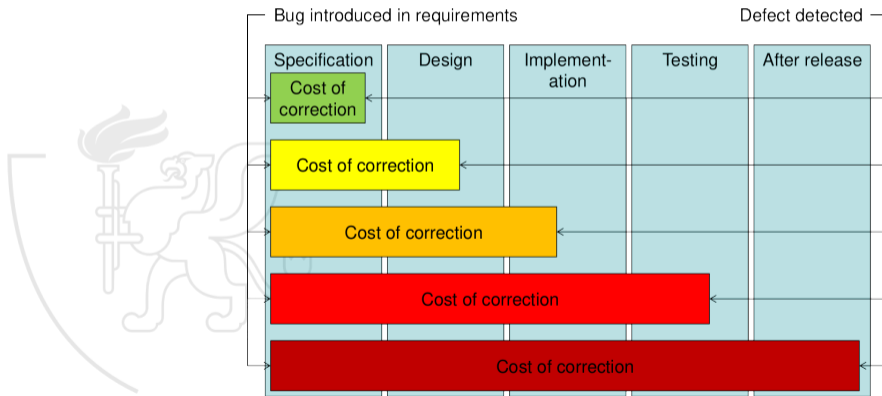 Bug introduced in requirements
Defect detected
Specification
Design
Implement-
ation
Testing
After release
Cost of
correction
Cost of correction
Cost of correction
Cost of correction
Cost of correction